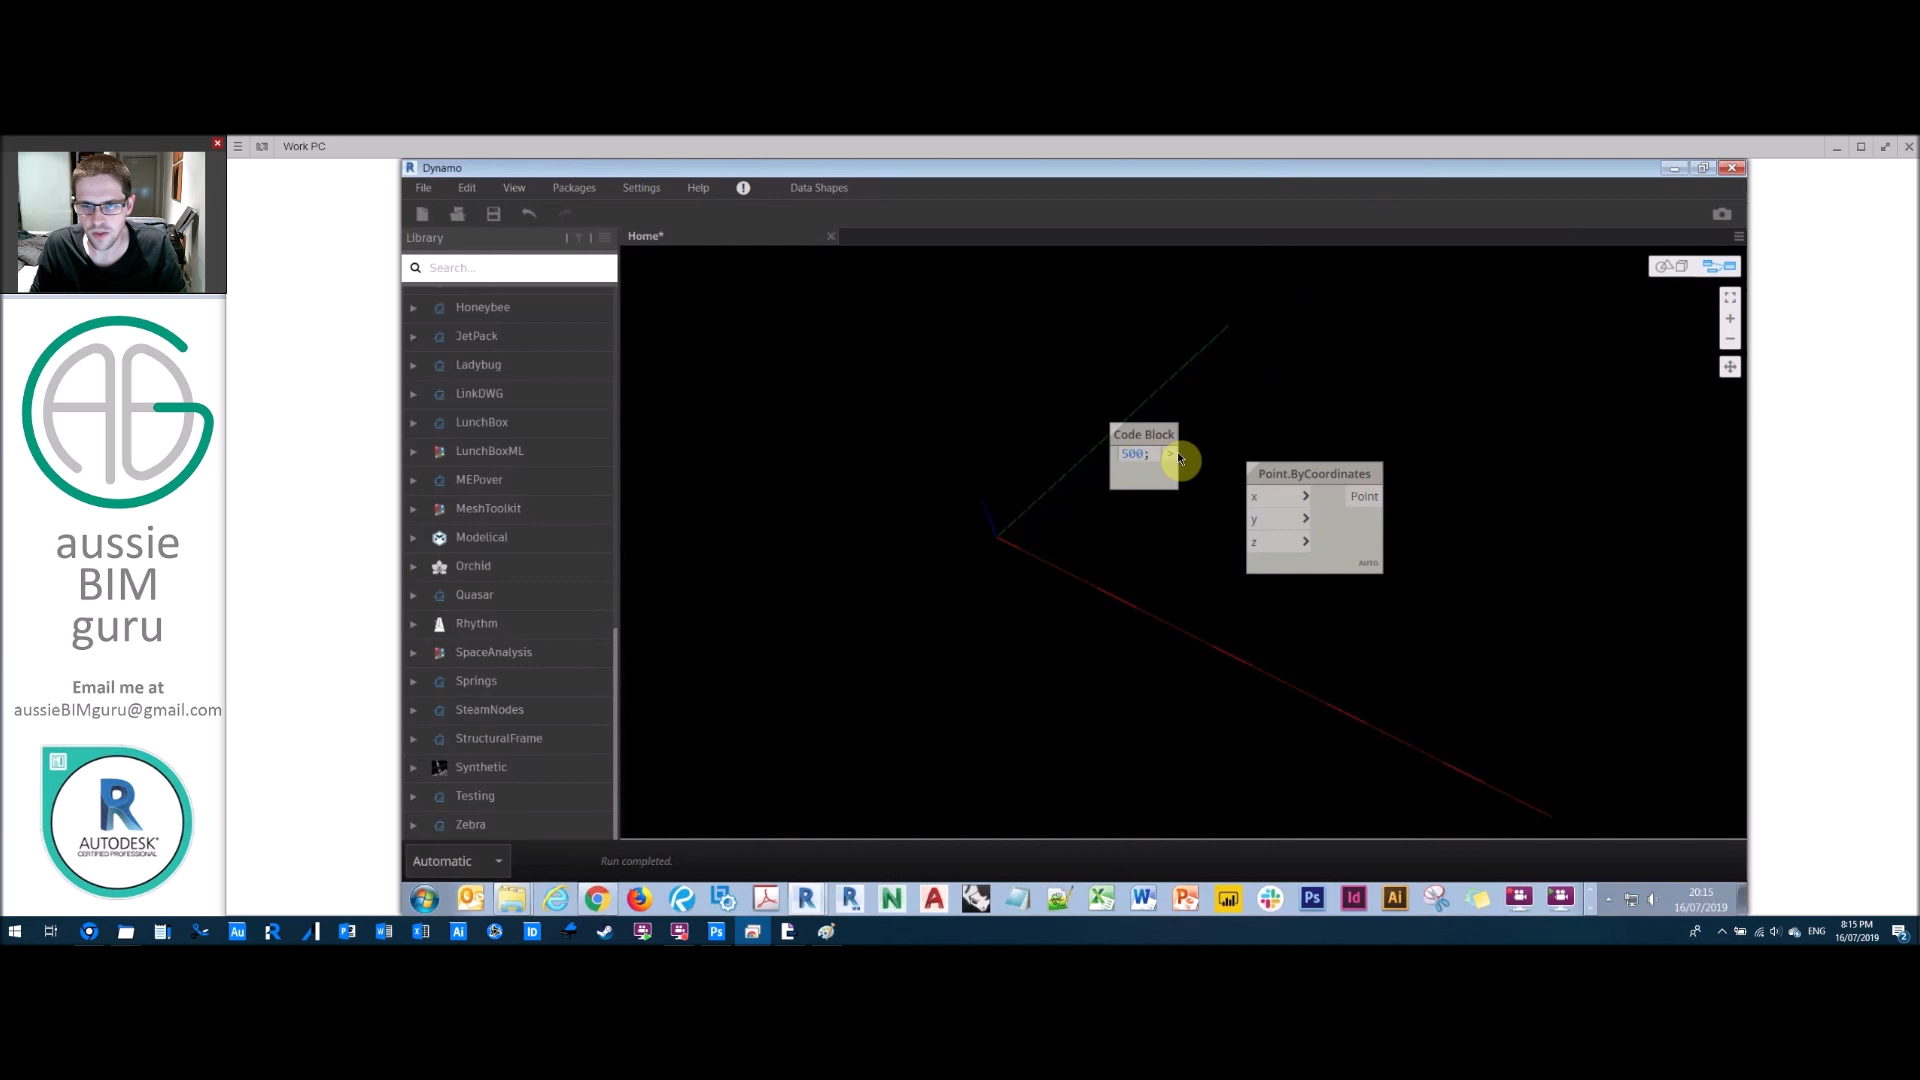 Work PC
Dynamo
File Edit View Packages Settings Help Data Shapes
Library
Home*
Search...
Honeybee
JetPack
Ladybug
LinkDWG
LunchBox
LunchBoxML
MEPover
MeshToolkit
Modelical
Orchid
Quasar
Rhythm
SpaceAnalysis
Springs
SteamNodes
StructuralFrame
Synthetic
Testing
Zebra
Code Block
500; >
Point.ByCoordinates
x > Point
y >
z >
AUTO
Automatic
Run completed.
aussie
BIM
guru
Email me at
aussieBIMguru@gmail.com
R
AUTODESK®
CERTIFIED PROFESSIONAL
20:15
16/07/2019
ENG
8:15 PM
16/07/2019